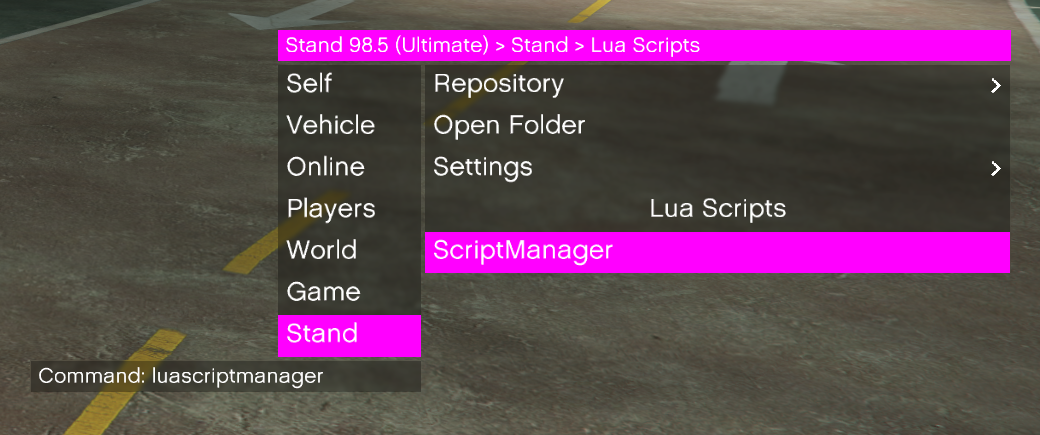 Stand 98.5 (Ultimate) > Stand > Lua Scripts
Self
Vehicle
Online
Players
World
Game
Stand
Repository >
Open Folder
Settings >
Lua Scripts
ScriptManager
Command: luascriptmanager